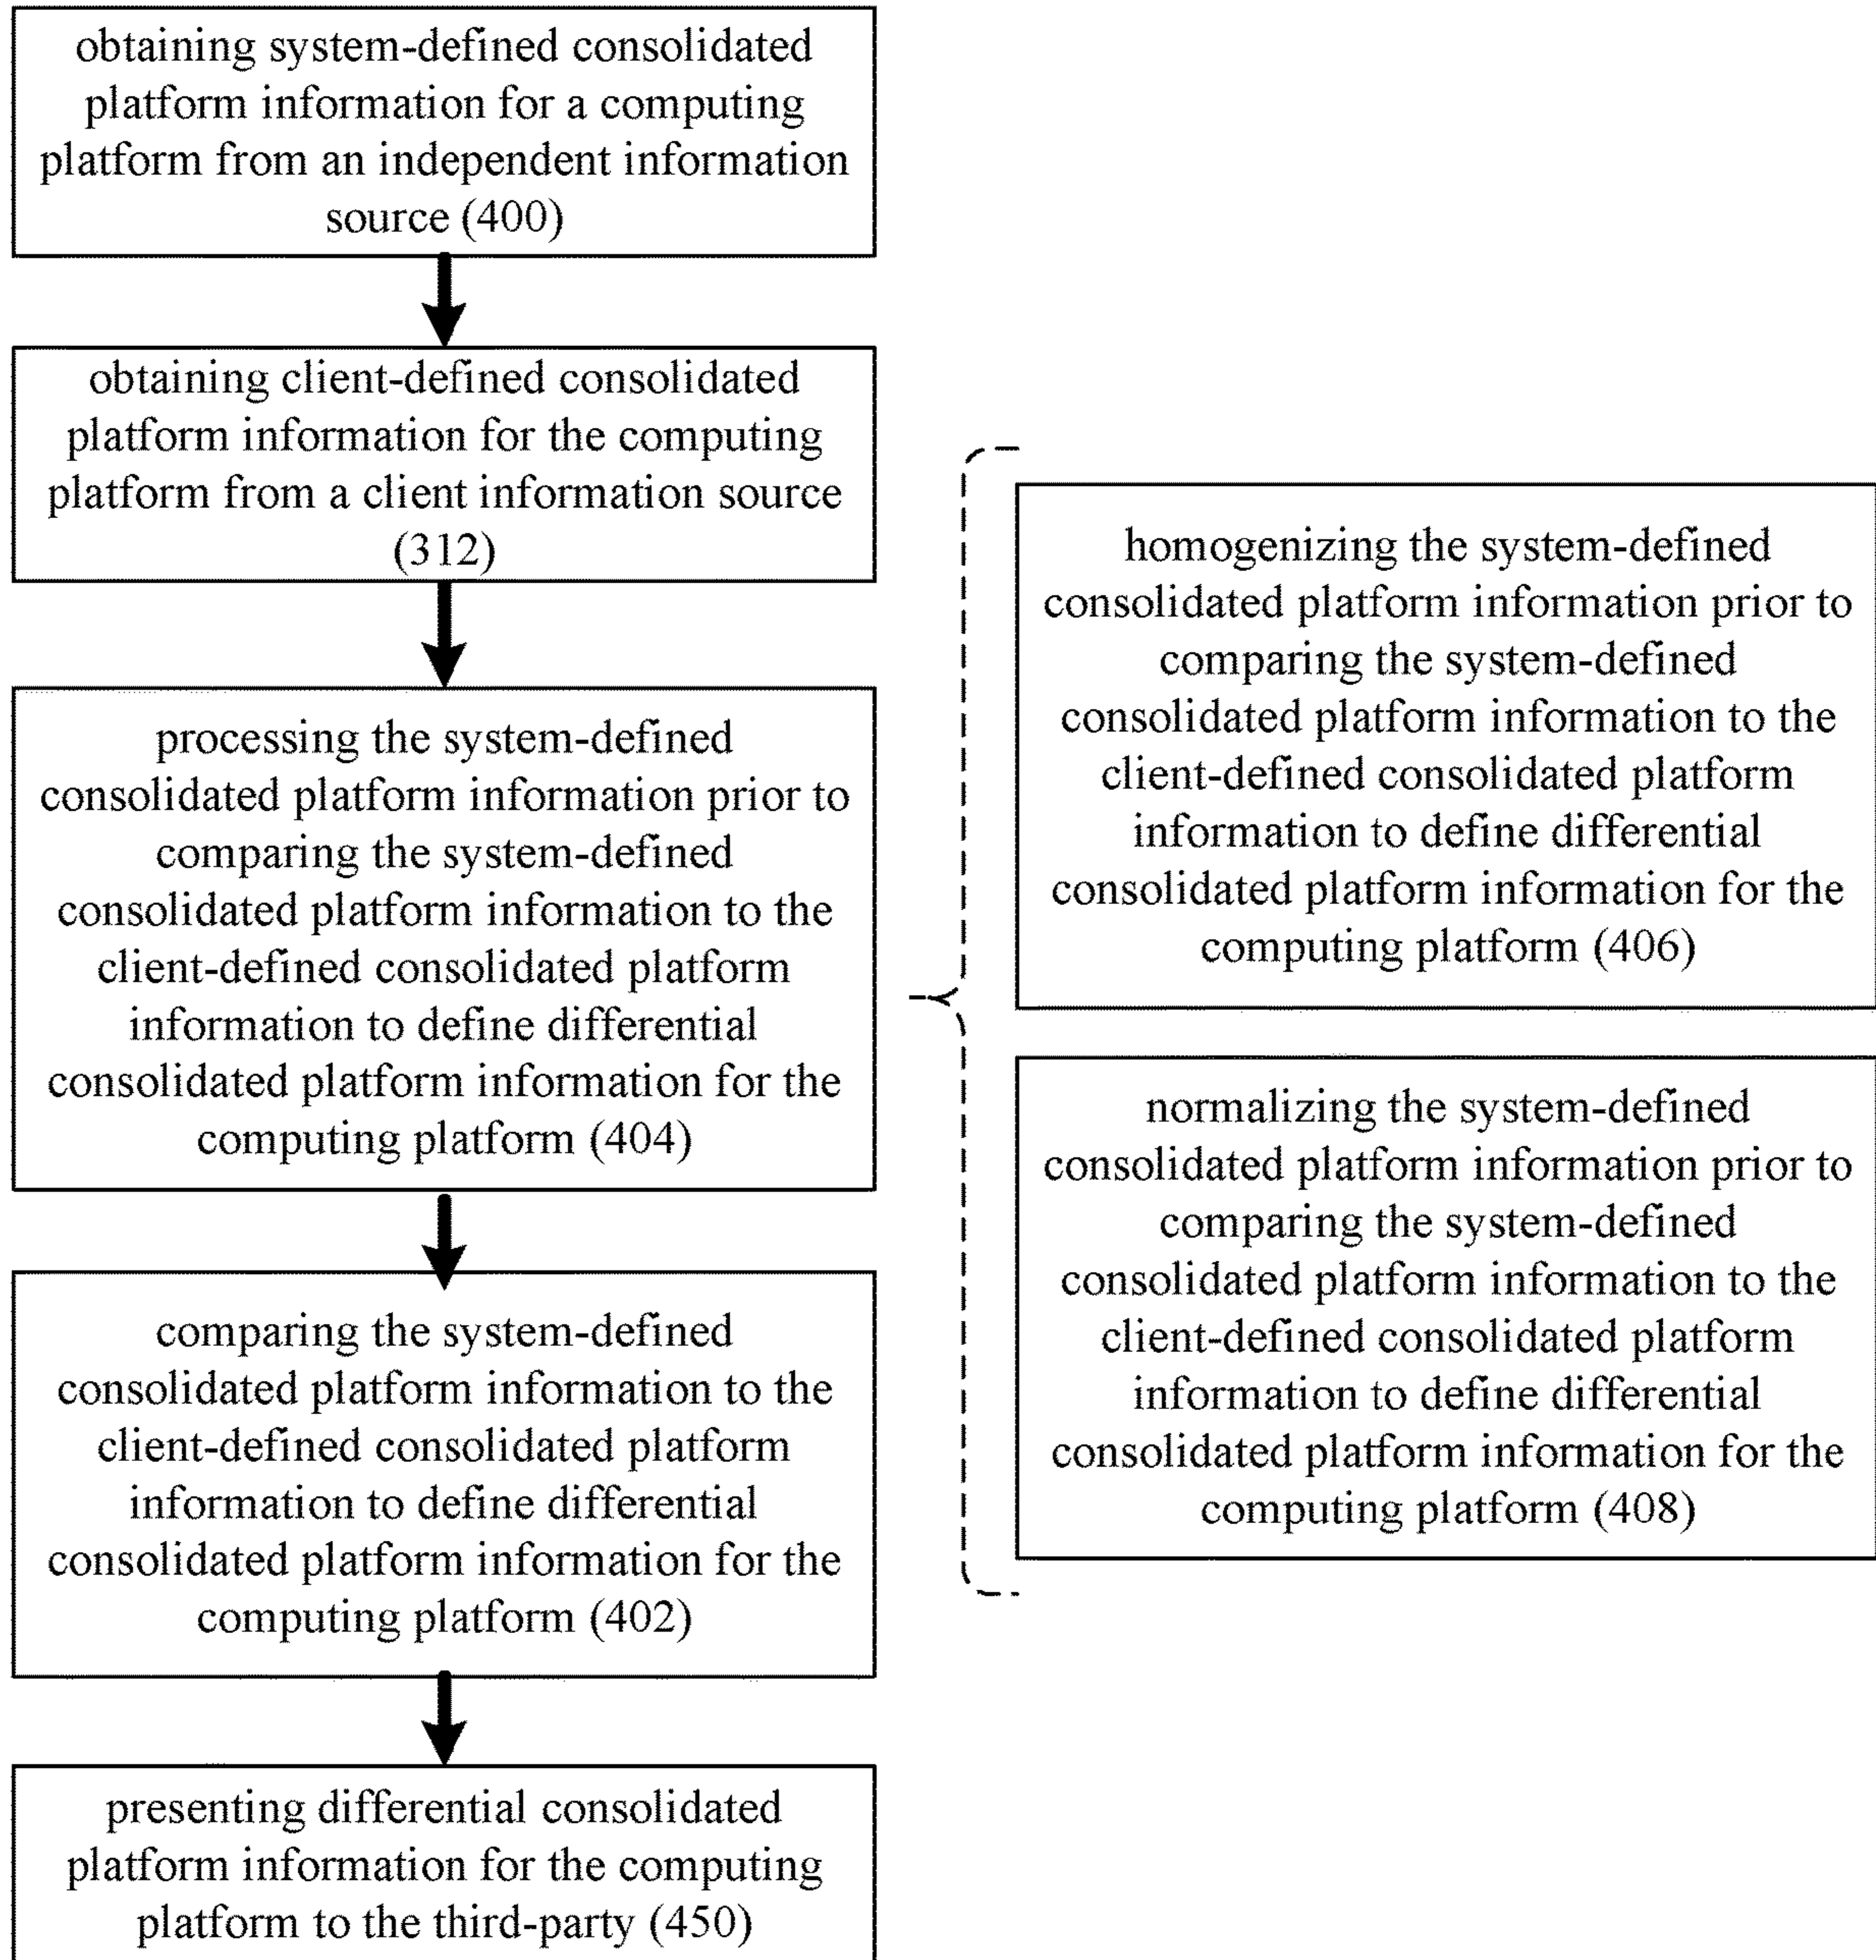 obtaining system-defined consolidated
platform information for a computing
platform from an independent information
source (400)
obtaining client-defined consolidated
platform information for the computing
platform from a client information source
(312)
processing the system-defined
consolidated platform information prior to
comparing the system-defined
consolidated platform information to the
client-defined consolidated platform
information to define differential
consolidated platform information for the
computing platform (404)
homogenizing the system-defined
consolidated platform information prior to
comparing the system-defined
consolidated platform information to the
client-defined consolidated platform
information to define differential
consolidated platform information for the
computing platform (406)
normalizing the system-defined
consolidated platform information prior to
comparing the system-defined
consolidated platform information to the
client-defined consolidated platform
information to define differential
consolidated platform information for the
computing platform (408)
comparing the system-defined
consolidated platform information to the
client-defined consolidated platform
information to define differential
consolidated platform information for the
computing platform (402)
presenting differential consolidated
platform information for the computing
platform to the third-party (450)